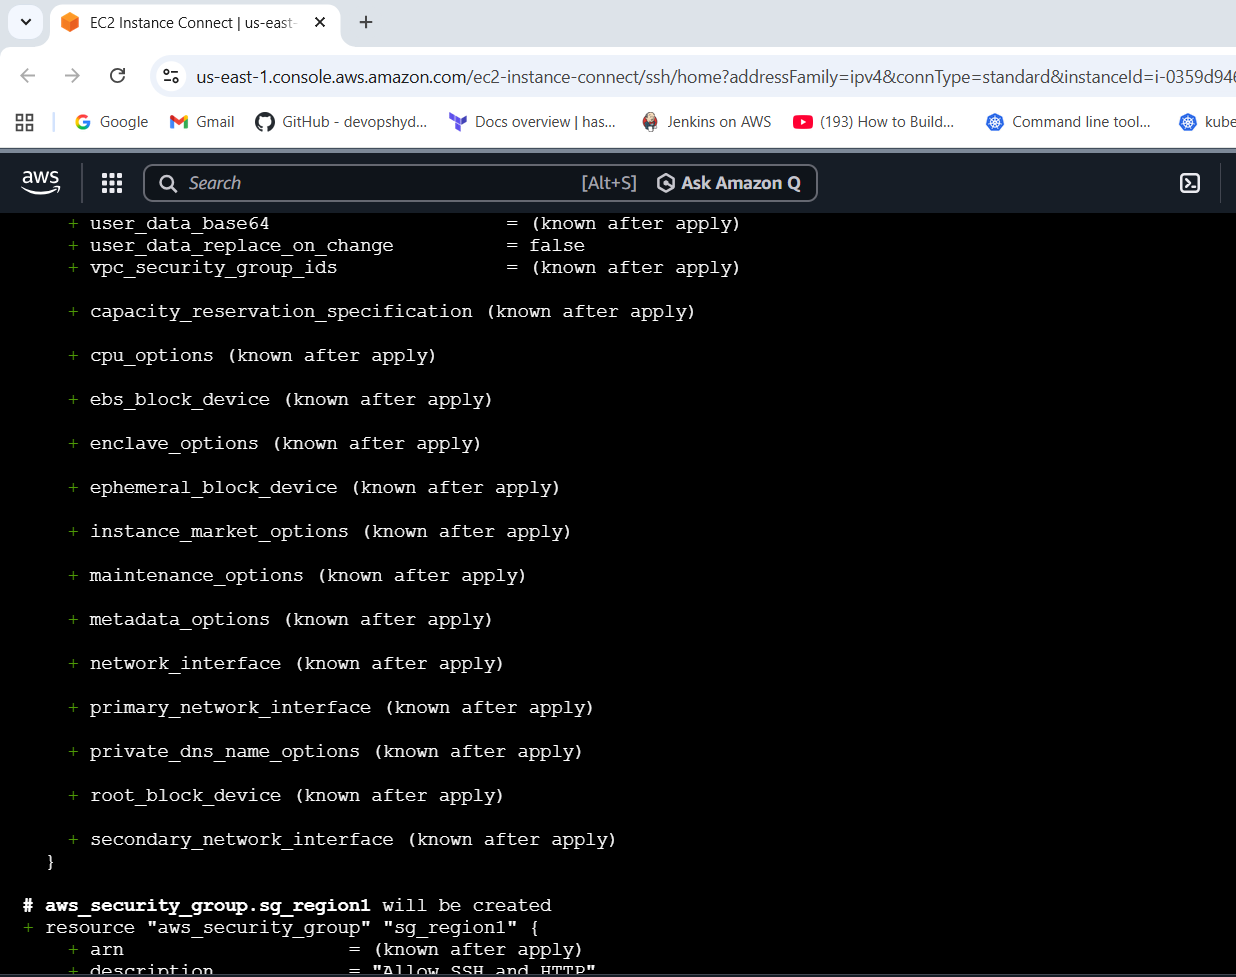 EC2 Instance Connect | us-east-
us-east-1.console.aws.amazon.com/ec2-instance-connect/ssh/home?addressFamily=ipv4&connType=standard&instanceId=i-0359d946
Google Gmail GitHub - devopshyd... Docs overview | has... Jenkins on AWS (193) How to Build... Command line tool... kube
aws Search [Alt+S] Ask Amazon Q
+ user_data_base64 = (known after apply)
+ user_data_replace_on_change = false
+ vpc_security_group_ids = (known after apply)
+ capacity_reservation_specification (known after apply)
+ cpu_options (known after apply)
+ ebs_block_device (known after apply)
+ enclave_options (known after apply)
+ ephemeral_block_device (known after apply)
+ instance_market_options (known after apply)
+ maintenance_options (known after apply)
+ metadata_options (known after apply)
+ network_interface (known after apply)
+ primary_network_interface (known after apply)
+ private_dns_name_options (known after apply)
+ root_block_device (known after apply)
+ secondary_network_interface (known after apply)
}
# aws_security_group.sg_region1 will be created
+ resource "aws_security_group" "sg_region1" {
+ arn = (known after apply)
+ description = "Allow SSH and HTTP"